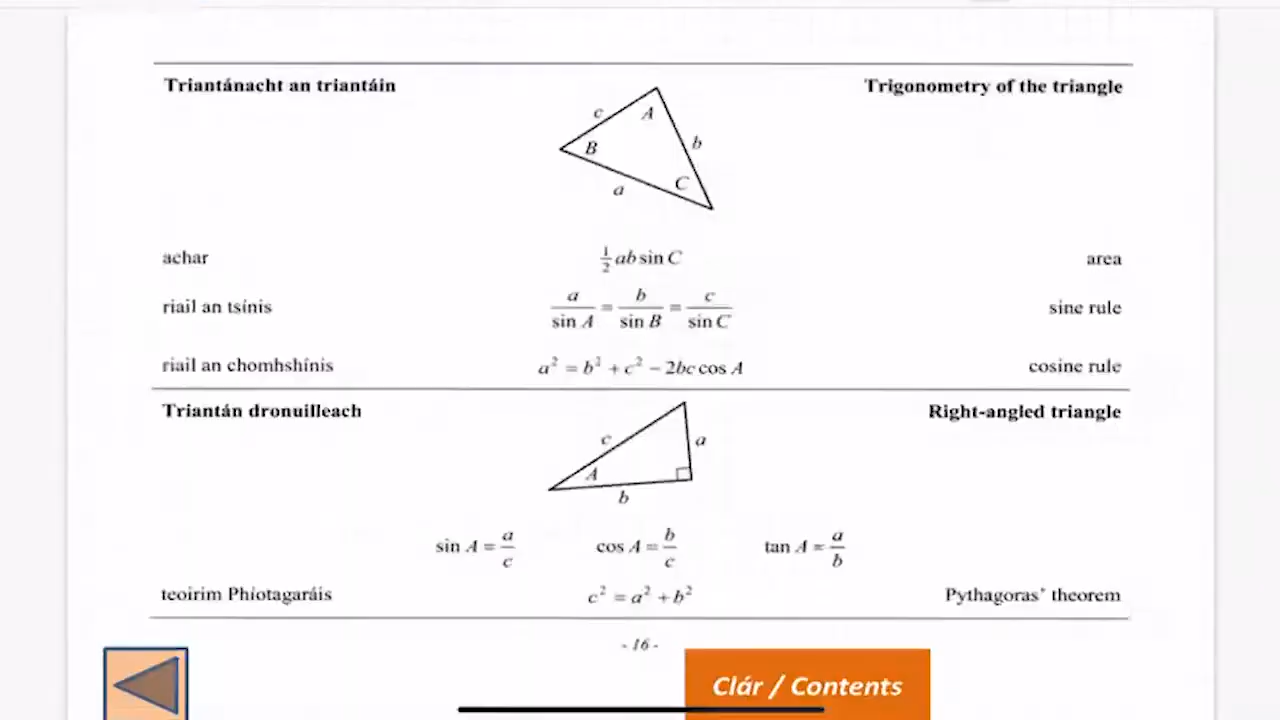 Triantánacht an triantáin Trigonometry of the triangle
c A
B b
a C
achar ½ ab sin C area
riail an tsínis a/sin A = b/sin B = c/sin C sine rule
riail an chomhshínis a² = b² + c² − 2bc cos A cosine rule
Triantán dronuilleach Right-angled triangle
c a
A
b
sin A = a/c cos A = b/c tan A = a/b
teoirim Phíotagaráis c² = a² + b² Pythagoras' theorem
- 16 -
Clár / Contents